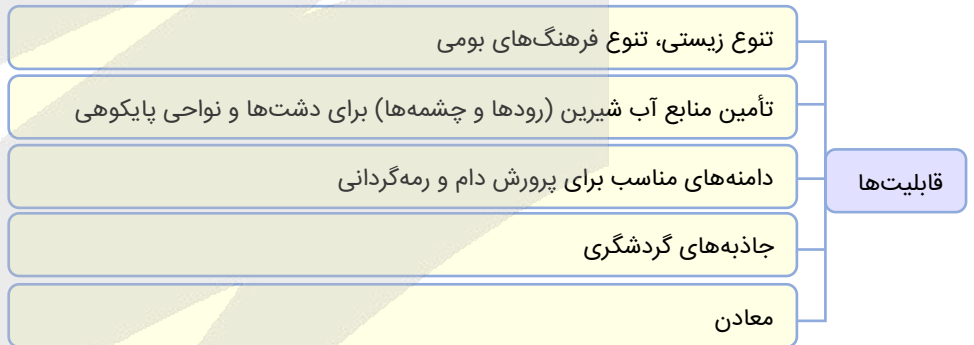 تنوع زیستی، تنوع فرهنگ‌های بومی
تأمین منابع آب شیرین (رودها و چشمه‌ها) برای دشت‌ها و نواحی پایکوهی
قابلیت‌ها
دامنه‌های مناسب برای پرورش دام و رمه‌گردانی
جاذبه‌های گردشگری
معادن